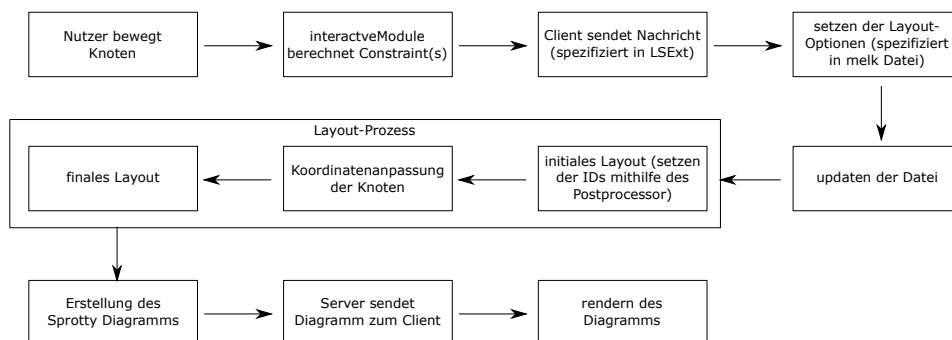 Nutzer bewegt
Knoten
interactveModule
berechnet Constraint(s)
Client sendet Nachricht
(spezifiziert in LSExt)
setzen der Layout-
Optionen (spezifiziert
in melk Datei)
Layout-Prozess
finales Layout
Koordinatenanpassung
der Knoten
initiales Layout (setzen
der IDs mithilfe des
Postprocessor)
updaten der Datei
Erstellung des
Sprotty Diagramms
Server sendet
Diagramm zum Client
rendern des
Diagramms